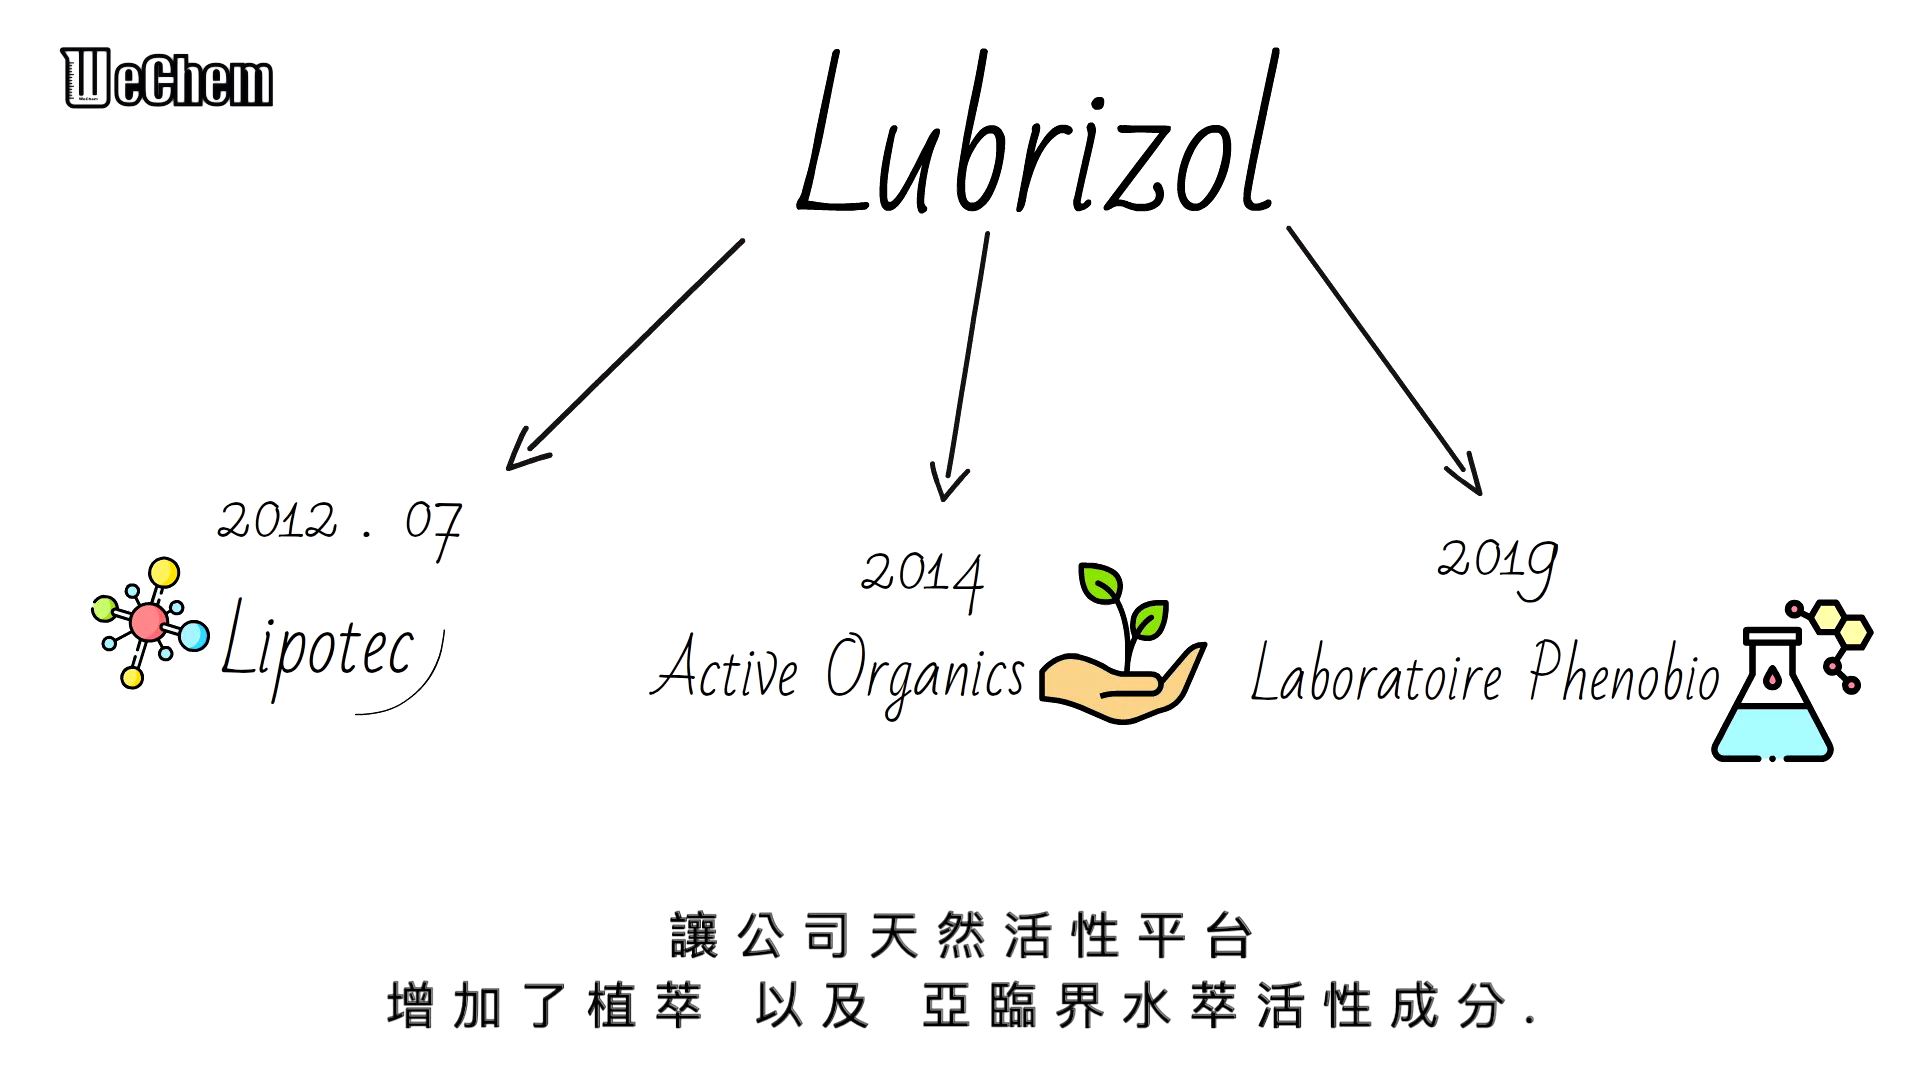 WeChem
Lubrizol
2012 . 07
Lipotec
2014
Active Organics
2019
Laboratoire Phenobio
讓公司天然活性平台
增加了植萃 以及 亞臨界水萃活性成分.